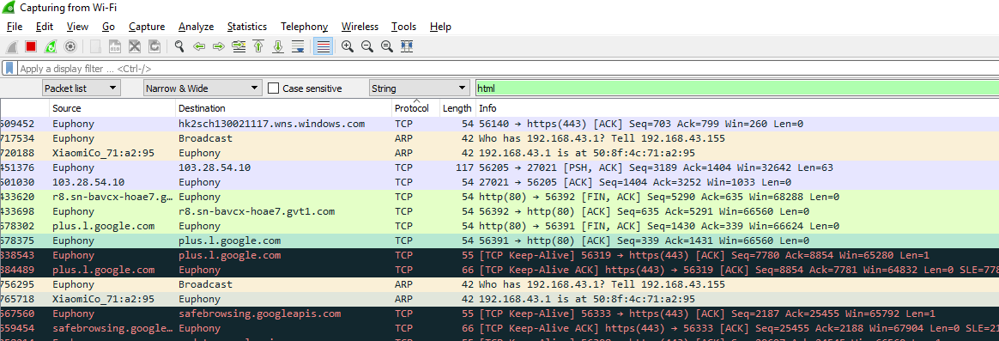 Capturing from Wi-Fi
File Edit View Go Capture Analyze Statistics Telephony Wireless Tools Help
Apply a display filter ... <Ctrl-/>
Packet list Narrow & Wide Case sensitive String html
Source Destination Protocol Length Info
509452 Euphony hk2sch130021117.wns.windows.com TCP 54 56140 → https(443) [ACK] Seq=703 Ack=799 Win=260 Len=0
717534 Euphony Broadcast ARP 42 Who has 192.168.43.1? Tell 192.168.43.155
720188 XiaomiCo_71:a2:95 Euphony ARP 42 192.168.43.1 is at 50:8f:4c:71:a2:95
451376 Euphony 103.28.54.10 TCP 117 56205 → 27021 [PSH, ACK] Seq=3189 Ack=1404 Win=32642 Len=63
501030 103.28.54.10 Euphony TCP 54 27021 → 56205 [ACK] Seq=1404 Ack=3252 Win=1033 Len=0
433620 r8.sn-bavcx-hoae7.g… Euphony TCP 54 http(80) → 56392 [FIN, ACK] Seq=5290 Ack=635 Win=68288 Len=0
433698 Euphony r8.sn-bavcx-hoae7.gvt1.com TCP 54 56392 → http(80) [ACK] Seq=635 Ack=5291 Win=66560 Len=0
578302 plus.l.google.com Euphony TCP 54 http(80) → 56391 [FIN, ACK] Seq=1430 Ack=339 Win=66624 Len=0
578375 Euphony plus.l.google.com TCP 54 56391 → http(80) [ACK] Seq=339 Ack=1431 Win=66560 Len=0
338543 Euphony plus.l.google.com TCP 55 [TCP Keep-Alive] 56319 → https(443) [ACK] Seq=7780 Ack=8854 Win=65280 Len=1
384489 plus.l.google.com Euphony TCP 66 [TCP Keep-Alive ACK] https(443) → 56319 [ACK] Seq=8854 Ack=7781 Win=64832 Len=0 SLE=778
756295 Euphony Broadcast ARP 42 Who has 192.168.43.1? Tell 192.168.43.155
765718 XiaomiCo_71:a2:95 Euphony ARP 42 192.168.43.1 is at 50:8f:4c:71:a2:95
567560 Euphony safebrowsing.googleapis.com TCP 55 [TCP Keep-Alive] 56333 → https(443) [ACK] Seq=2187 Ack=25455 Win=65792 Len=1
559454 safebrowsing.google… Euphony TCP 66 [TCP Keep-Alive ACK] https(443) → 56333 [ACK] Seq=25455 Ack=2188 Win=67904 Len=0 SLE=21